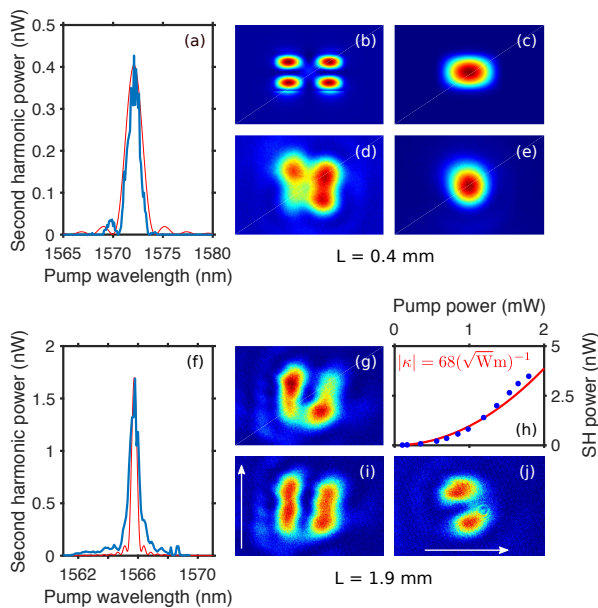 Second harmonic power (nW)
0.5
0.4
0.3
0.2
0.1
0
1565 1570 1575 1580
Pump wavelength (nm)
(a)
(b)
(c)
(d)
(e)
L = 0.4 mm
Second harmonic power (nW)
2
1.5
1
0.5
0
1562 1566 1570
Pump wavelength (nm)
(f)
(g)
Pump power (mW)
0 1 2
|κ| = 68(√Wm)⁻¹
5
2.5
0
SH power (nW)
(h)
(i)
(j)
L = 1.9 mm